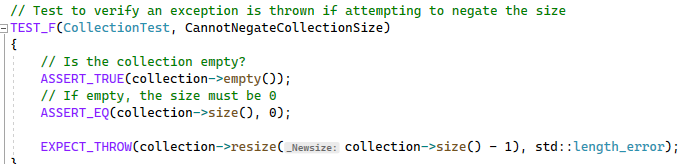 // Test to verify an exception is thrown if attempting to negate the size
TEST_F(CollectionTest, CannotNegateCollectionSize)
{
// Is the collection empty?
ASSERT_TRUE(collection->empty());
// If empty, the size must be 0
ASSERT_EQ(collection->size(), 0);
EXPECT_THROW(collection->resize(_Newsize: collection->size() - 1), std::length_error);
}